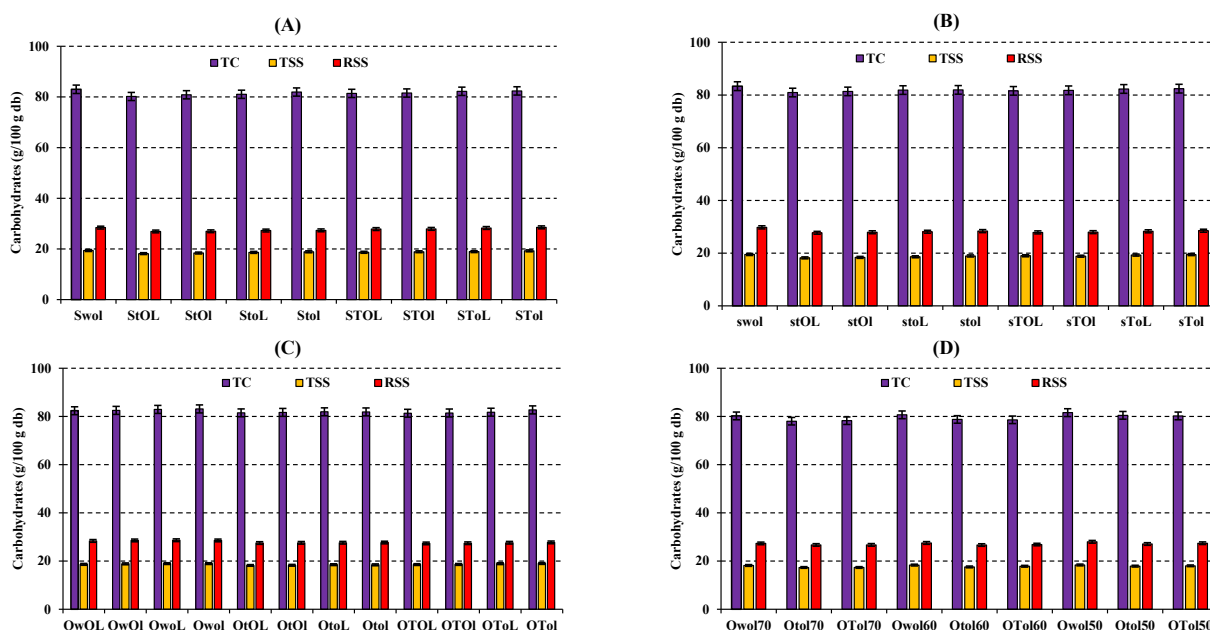 (A)
Carbohydrates (g/100 g db)
100
80
60
40
20
0
TC TSS RSS
Swol StOL StOl StoL Stol STOL STOl SToL STol
(B)
Carbohydrates (g/100 g db)
100
80
60
40
20
0
TC TSS RSS
swol stOL stOl stoL stol sTOL sTOl sToL sTol
(C)
Carbohydrates (g/100 g db)
100
80
60
40
20
0
TC TSS RSS
OwOL OwOl OwoL Owol OtOL OtOl OtoL Otol OTOL OTOl OToL OTol
(D)
Carbohydrates (g/100 g db)
100
80
60
40
20
0
TC TSS RSS
Owol70 Otol70 OTol70 Owol60 Otol60 OTol60 Owol50 Otol50 OTol50